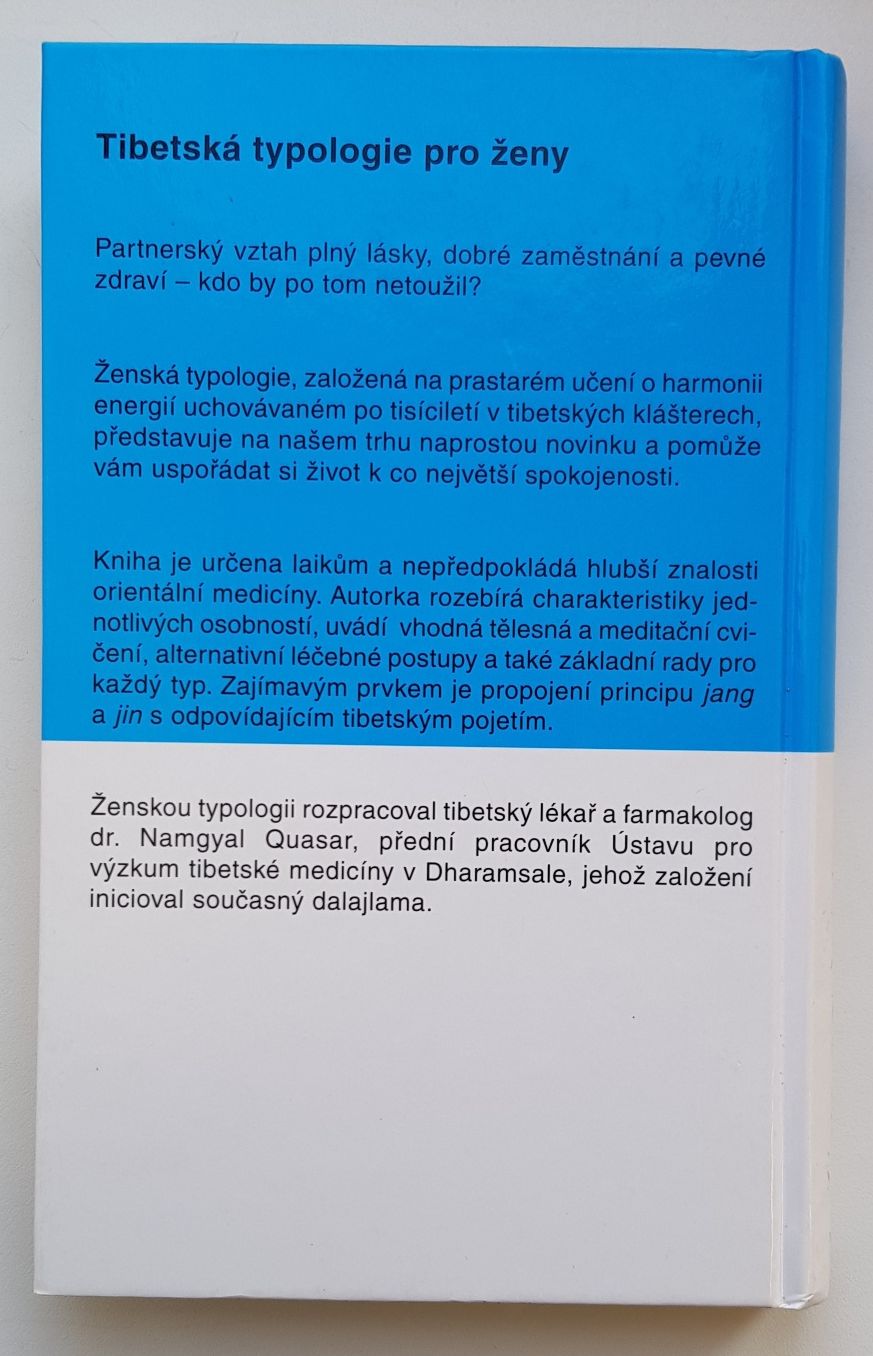 Tibetská typologie pro ženy
Partnerský vztah plný lásky, dobré zaměstnání a pevné
zdraví – kdo by po tom netoužil?
Ženská typologie, založená na prastarém učení o harmonii
energií uchovávaném po tisíciletí v tibetských klášterech,
představuje na našem trhu naprostou novinku a pomůže
vám uspořádat si život k co největší spokojenosti.
Kniha je určena laikům a nepředpokládá hlubší znalosti
orientální medicíny. Autorka rozebírá charakteristiky jed-
notlivých osobností, uvádí vhodná tělesná a meditační cvi-
čení, alternativní léčebné postupy a také základní rady pro
každý typ. Zajímavým prvkem je propojení principu jang
a jin s odpovídajícím tibetským pojetím.
Ženskou typologii rozpracoval tibetský lékař a farmakolog
dr. Namgyal Quasar, přední pracovník Ústavu pro
výzkum tibetské medicíny v Dharamsale, jehož založení
inicioval současný dalajlama.